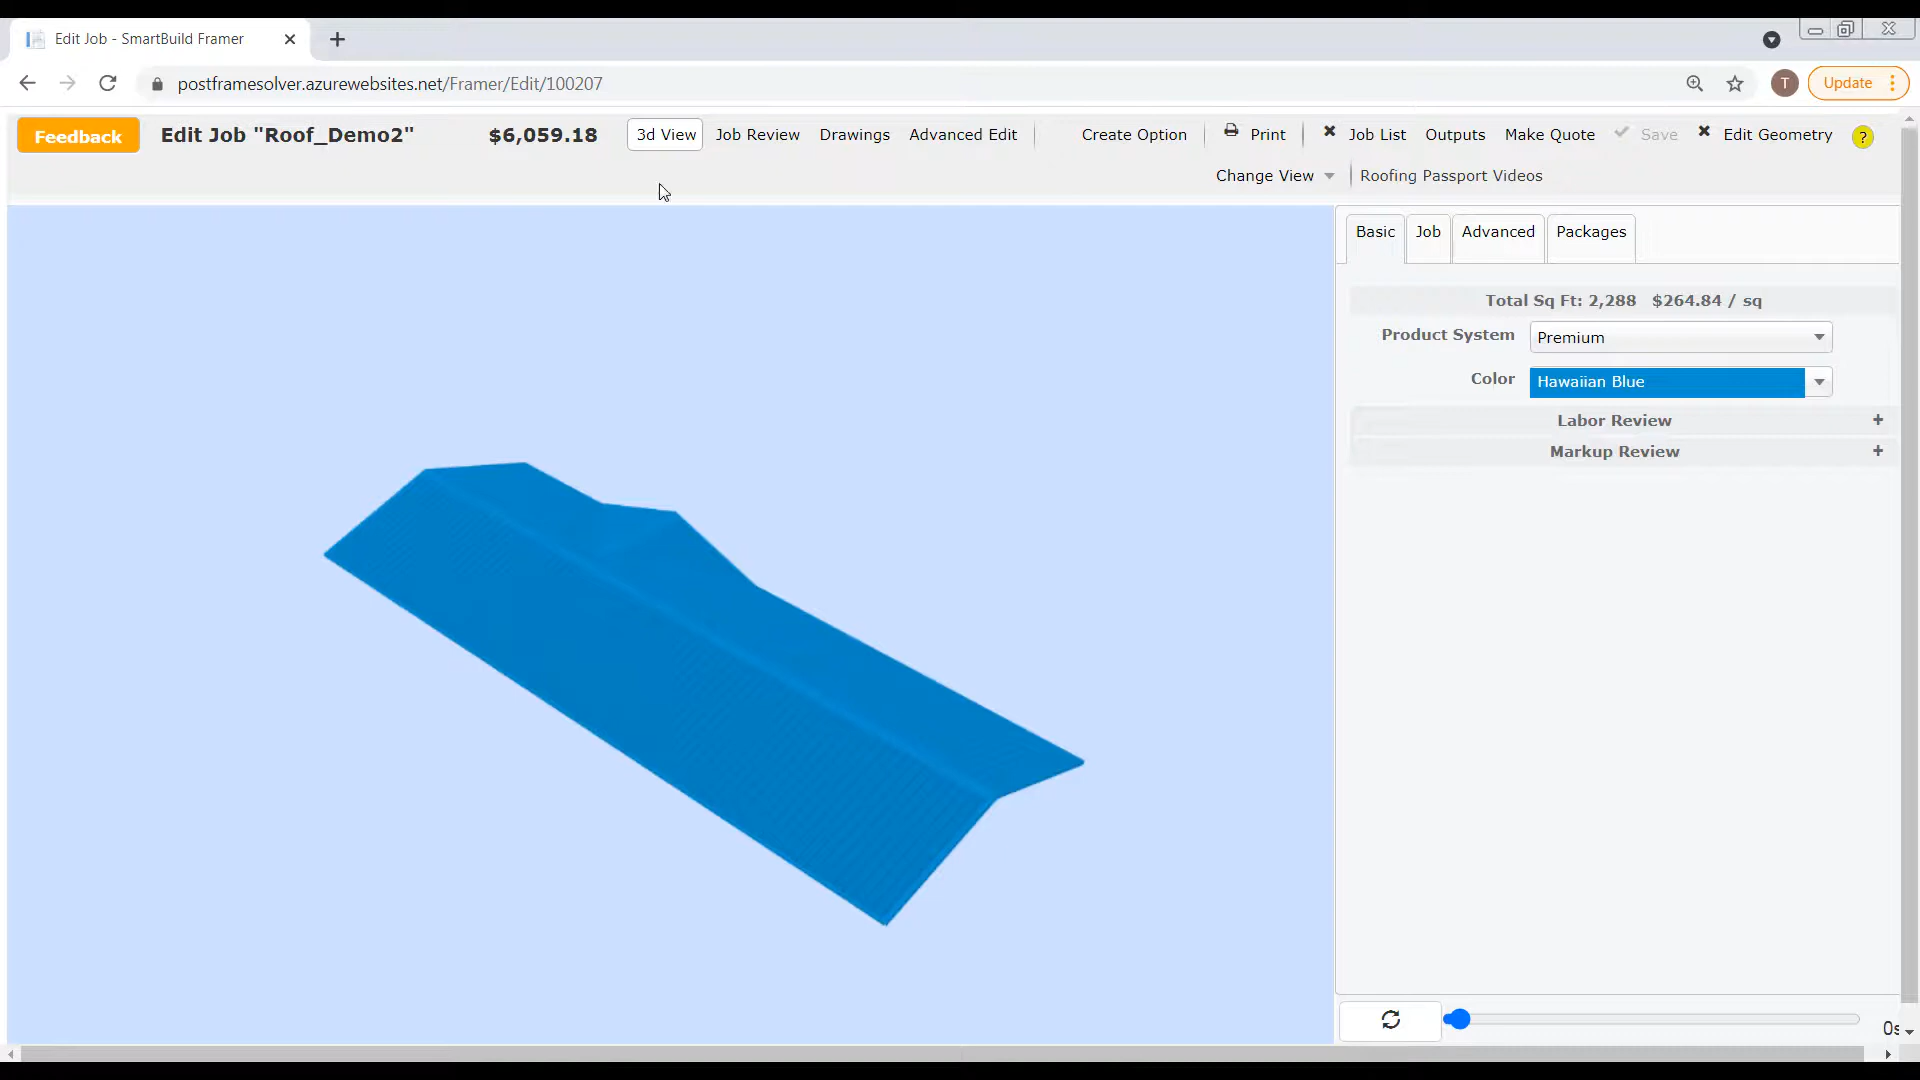 Edit Job - SmartBuild Framer
postframesolver.azurewebsites.net/Framer/Edit/100207
T
Update
Feedback
Edit Job "Roof_Demo2"
$6,059.18
3d View
Job Review
Drawings
Advanced Edit
Create Option
Print
Job List
Outputs
Make Quote
Save
Edit Geometry
?
Change View
Roofing Passport Videos
Basic
Job
Advanced
Packages
Total Sq Ft: 2,288 $264.84 / sq
Product System
Premium
Color
Hawaiian Blue
Labor Review
+
Markup Review
+
0s